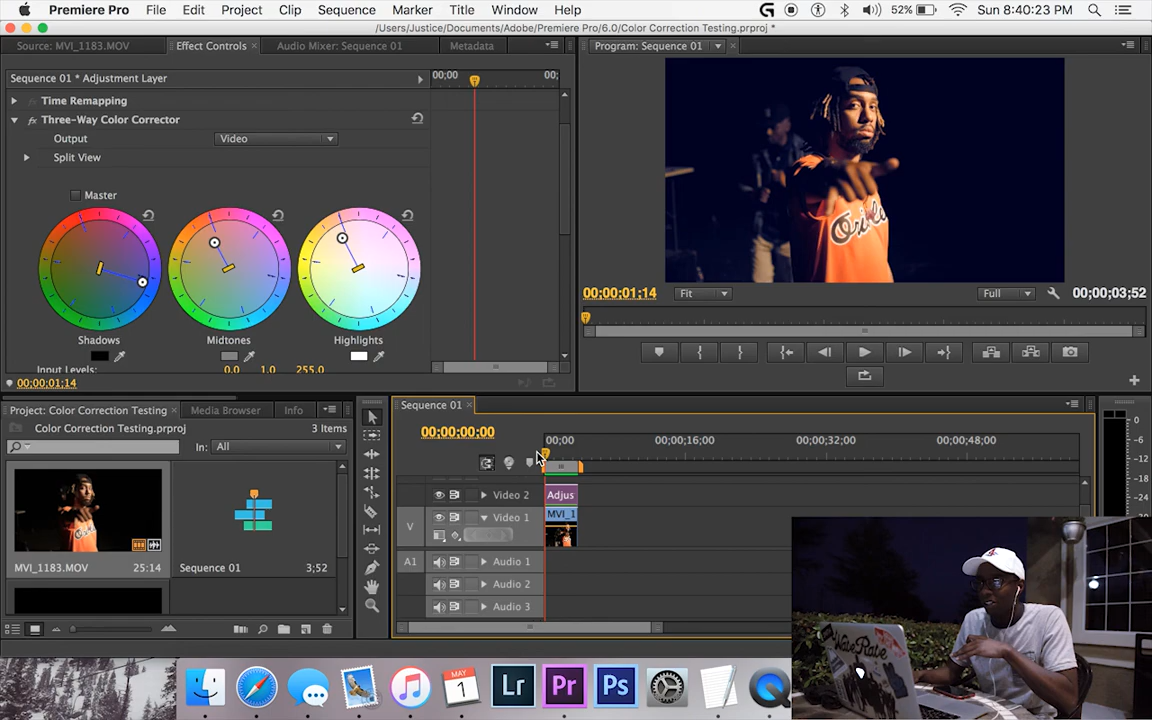 Premiere Pro File Edit Project Clip Sequence Marker Title Window Help 52% Sun 8:40:23 PM
/Users/Justice/Documents/Adobe/Premiere Pro/6.0/Color Correction Testing.prproj *
Source: MVI_1183.MOV Effect Controls Audio Mixer: Sequence 01 Metadata
Program: Sequence 01
Sequence 01 * Adjustment Layer
00;00 00;
Time Remapping
fx Three-Way Color Corrector
Output Video
Split View
Master
Shadows Midtones Highlights
Input Levels: 0.0 1.0 255.0
00;00;01;14
00;00;01;14 Fit Full 00;00;03;52
Project: Color Correction Testing Media Browser Info
Color Correction Testing.prproj 3 Items
In: All
MVI_1183.MOV 25:14
Sequence 01 3;52
Sequence 01
00;00;00;00
00;00 00;00;16;00 00;00;32;00 00;00;48;00
Video 2 Adjus
V Video 1 MVI_1
A1 Audio 1
Audio 2
Audio 3
0
-6
-12
-18
MAY
1
Lr Pr Ps